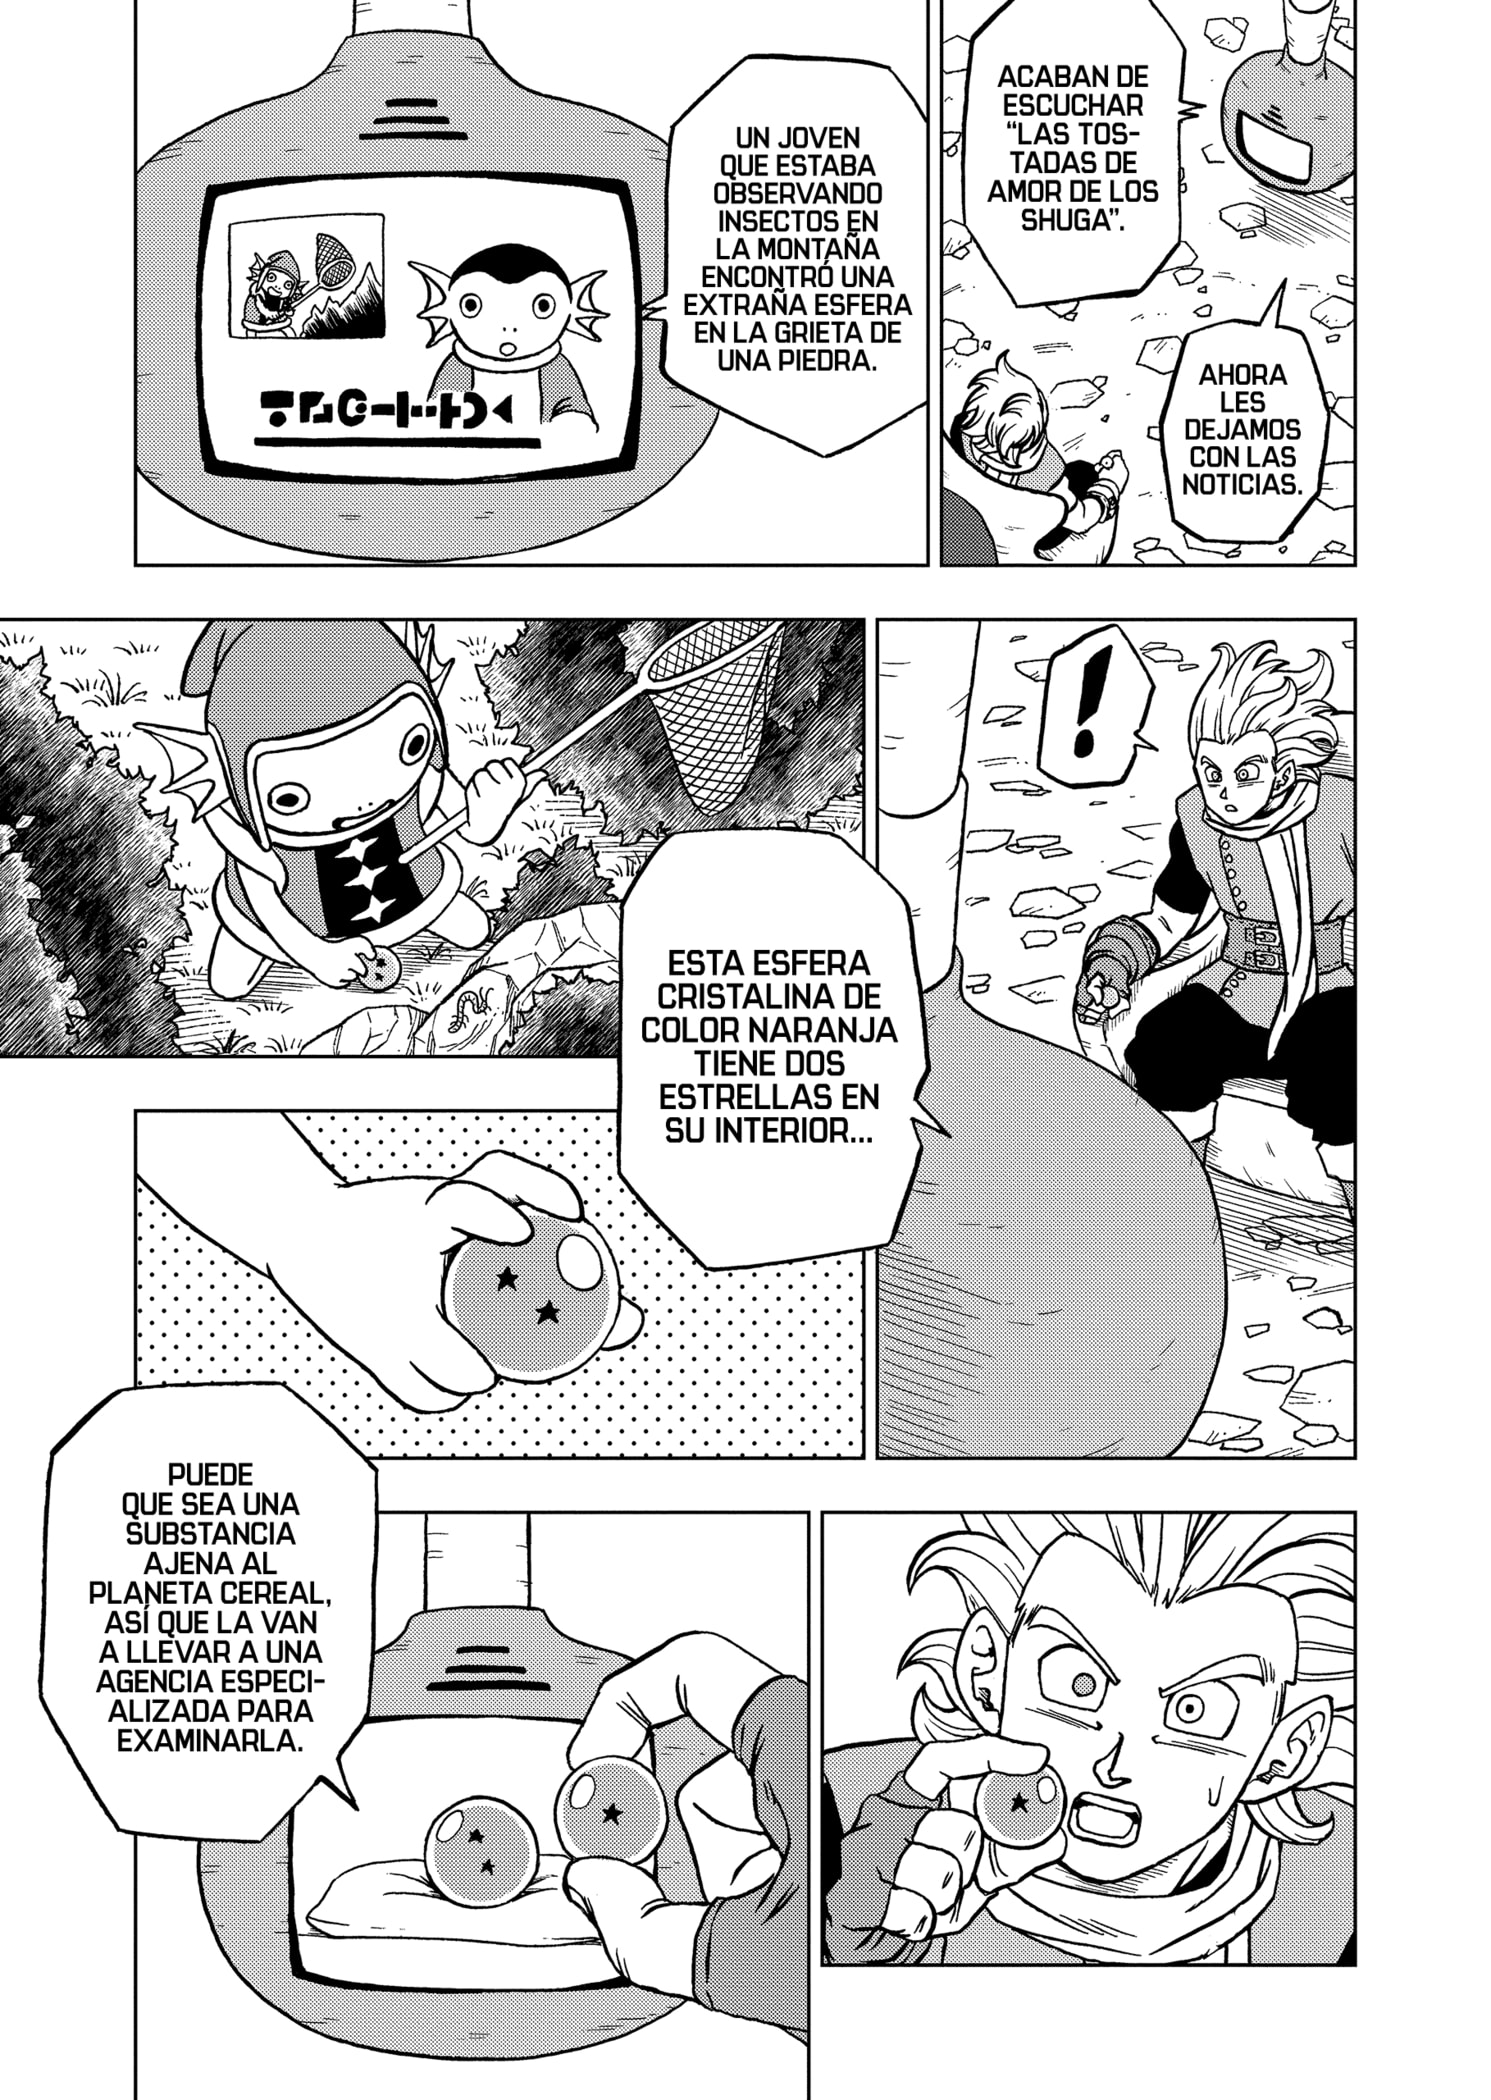 ACABAN DE
ESCUCHAR
“LAS TOS-
TADAS DE
AMOR DE LOS
SHUGA”.
AHORA
LES
DEJAMOS
CON LAS
NOTICIAS.
UN JOVEN
QUE ESTABA
OBSERVANDO
INSECTOS EN
LA MONTAÑA
ENCONTRÓ UNA
EXTRAÑA ESFERA
EN LA GRIETA DE
UNA PIEDRA.
!
ESTA ESFERA
CRISTALINA DE
COLOR NARANJA
TIENE DOS
ESTRELLAS EN
SU INTERIOR...
PUEDE
QUE SEA UNA
SUBSTANCIA
AJENA AL
PLANETA CEREAL,
ASÍ QUE LA VAN
A LLEVAR A UNA
AGENCIA ESPECI-
ALIZADA PARA
EXAMINARLA.